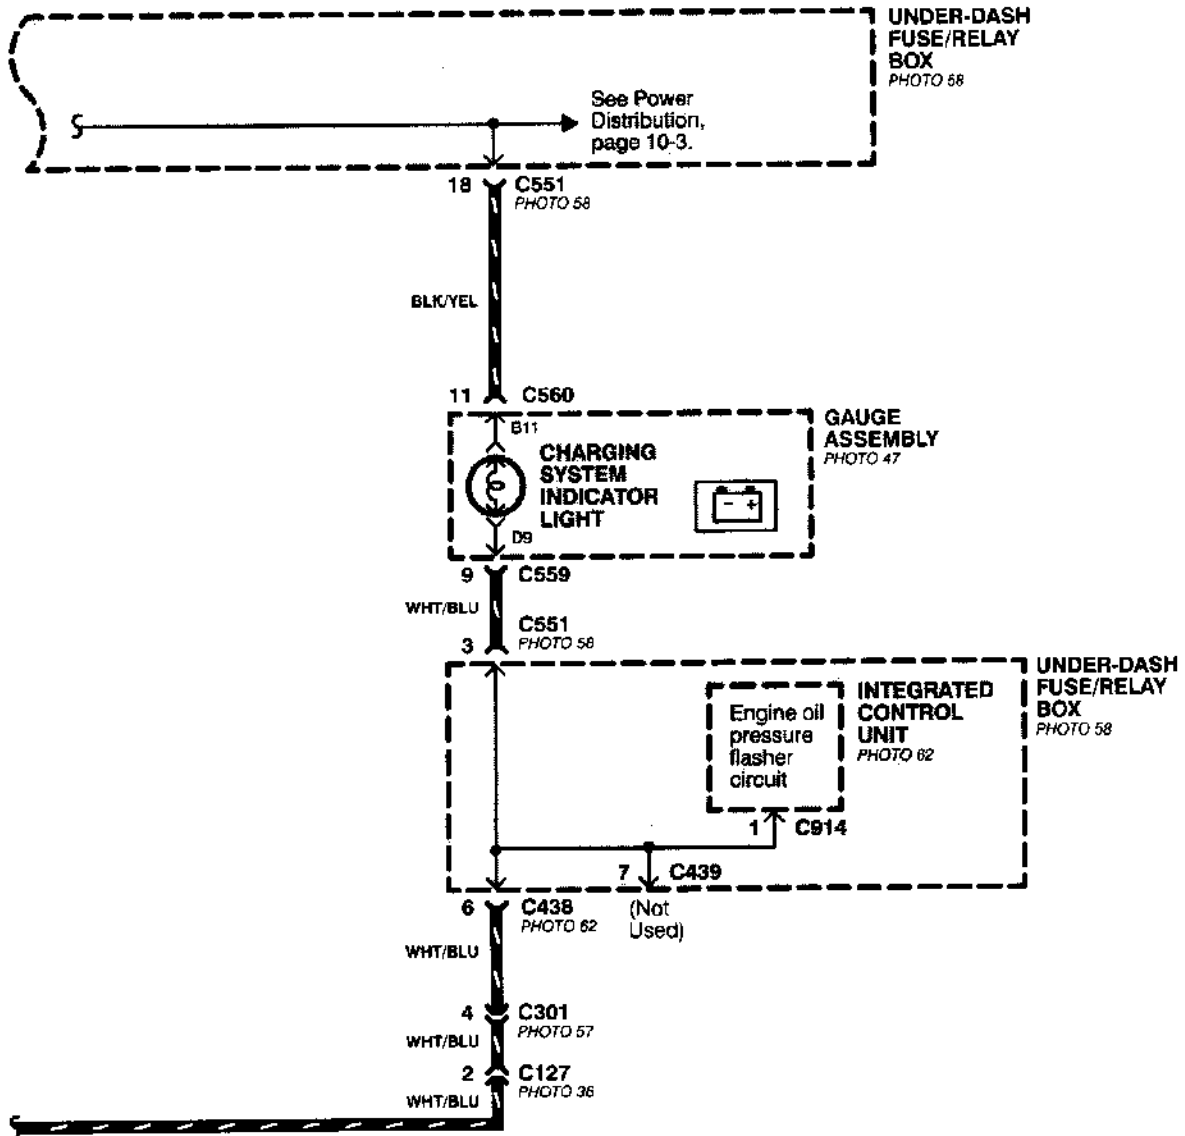 UNDER-DASH
FUSE/RELAY
BOX
PHOTO 58
See Power
Distribution,
page 10-3.
18 C551
PHOTO 58
BLK/YEL
11 C560
B11
GAUGE
ASSEMBLY
PHOTO 47
CHARGING
SYSTEM
INDICATOR
LIGHT
- +
D9
9 C559
WHT/BLU
C551
3 PHOTO 58
UNDER-DASH
FUSE/RELAY
BOX
PHOTO 58
INTEGRATED
CONTROL
UNIT
PHOTO 62
Engine oil
pressure
flasher
circuit
1 C914
7 C439
6 C438
PHOTO 62
(Not
Used)
WHT/BLU
4 C301
PHOTO 57
WHT/BLU
2 C127
PHOTO 36
WHT/BLU